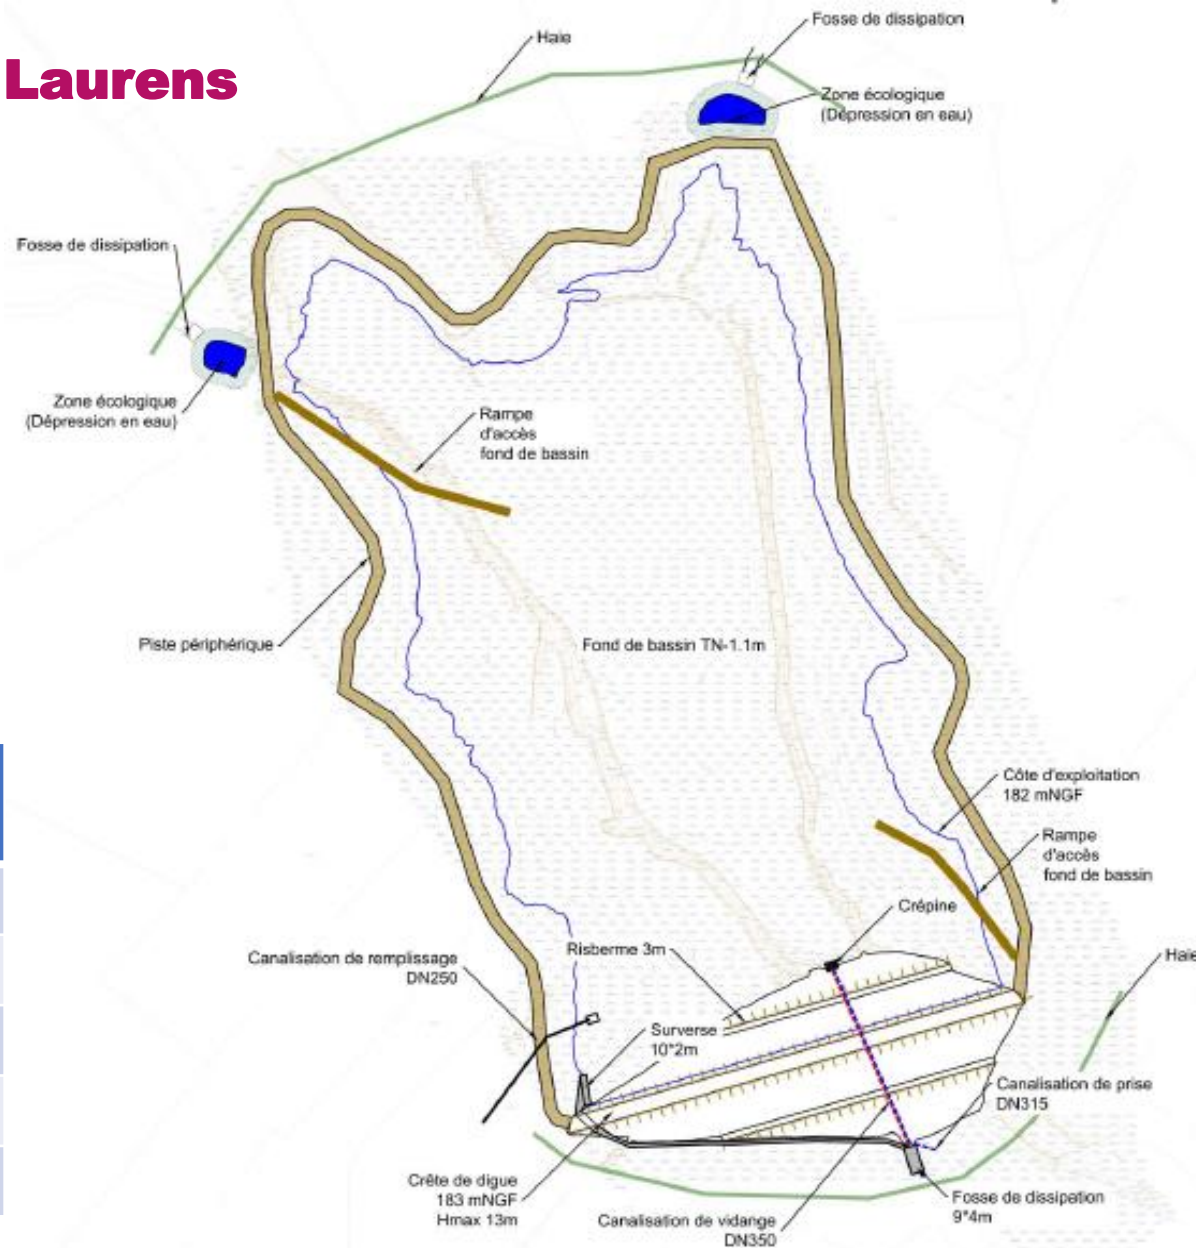 Fosse de dissipation
Haie
Laurens
Zone écologique
(Dépression en eau)
Fosse de dissipation
Zone écologique
(Dépression en eau)
Rampe
d'accès
fond de bassin
Piste périphérique
Fond de bassin TN-1.1m
Côte d'exploitation
182 mNGF
Rampe
d'accès
fond de bassin
Crépine
Risberme 3m
Canalisation de remplissage
DN250
Haie
Surverse
10*2m
Canalisation de prise
DN315
Crête de digue
183 mNGF
Hmax 13m
Fosse de dissipation
9*4m
Canalisation de vidange
DN350